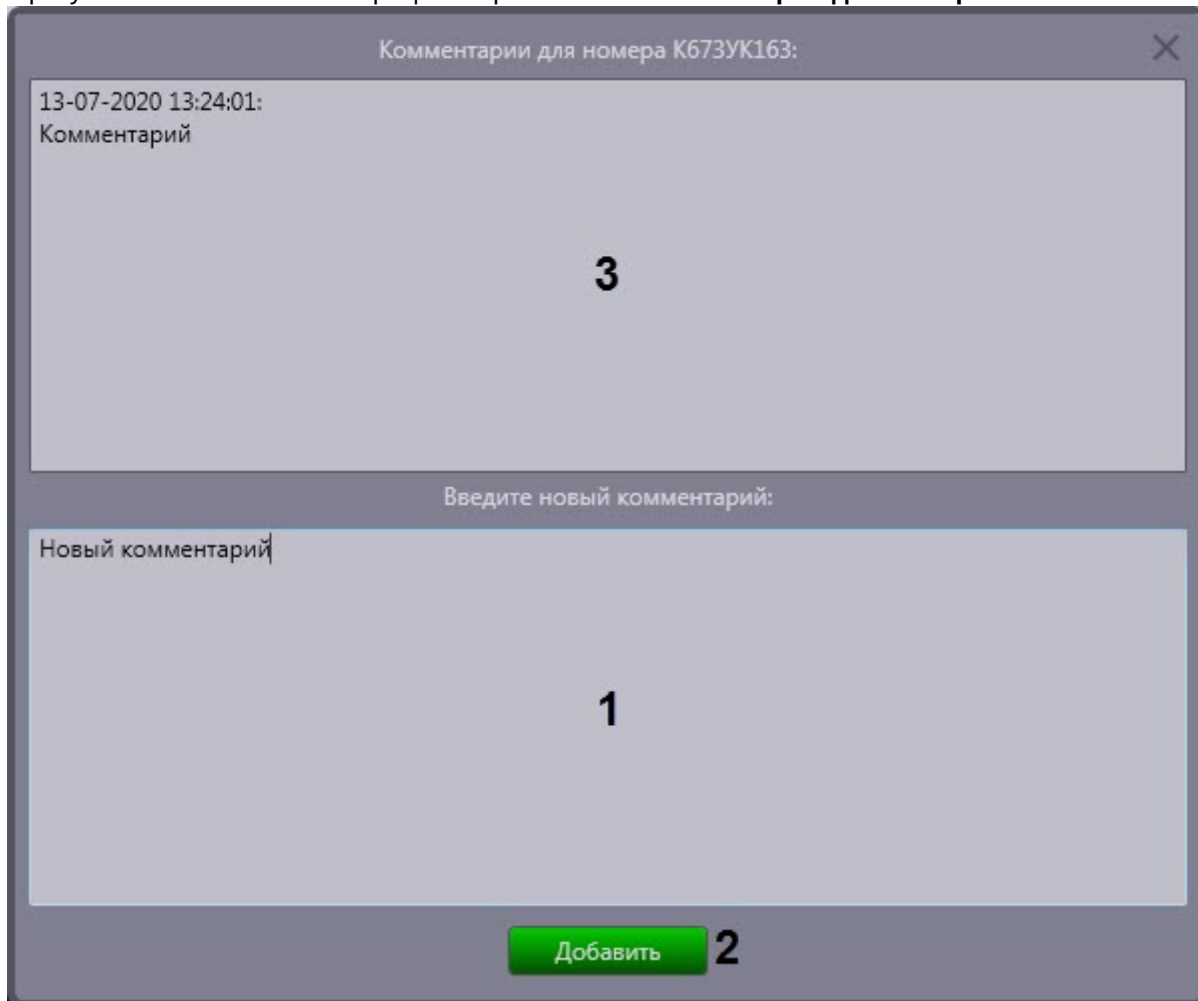 Комментарии для номера К673УК163:
13-07-2020 13:24:01:
Комментарий
3
Введите новый комментарий:
Новый комментарий
1
Добавить 2